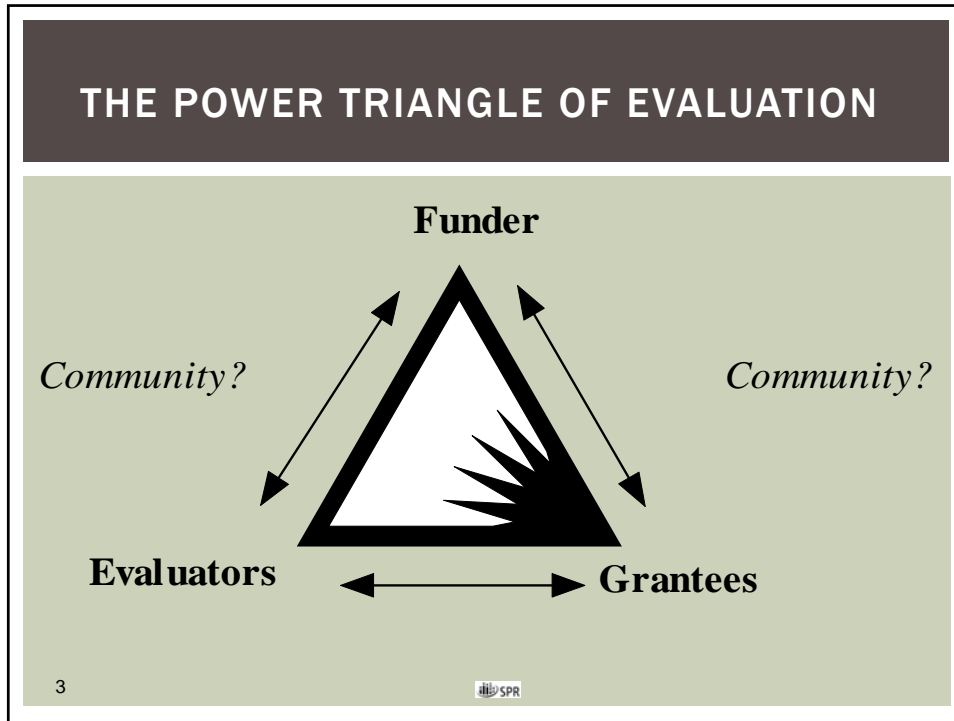 THE POWER TRIANGLE OF EVALUATION
Funder
Community? Community?
Evaluators Grantees
3 SPR